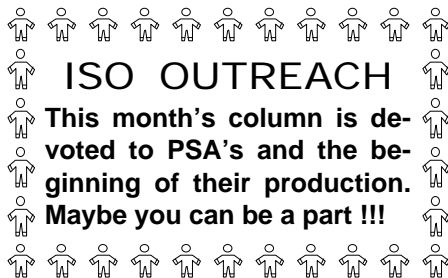 ISO OUTREACH
This month's column is de-
voted to PSA's and the be-
ginning of their production.
Maybe you can be a part !!!